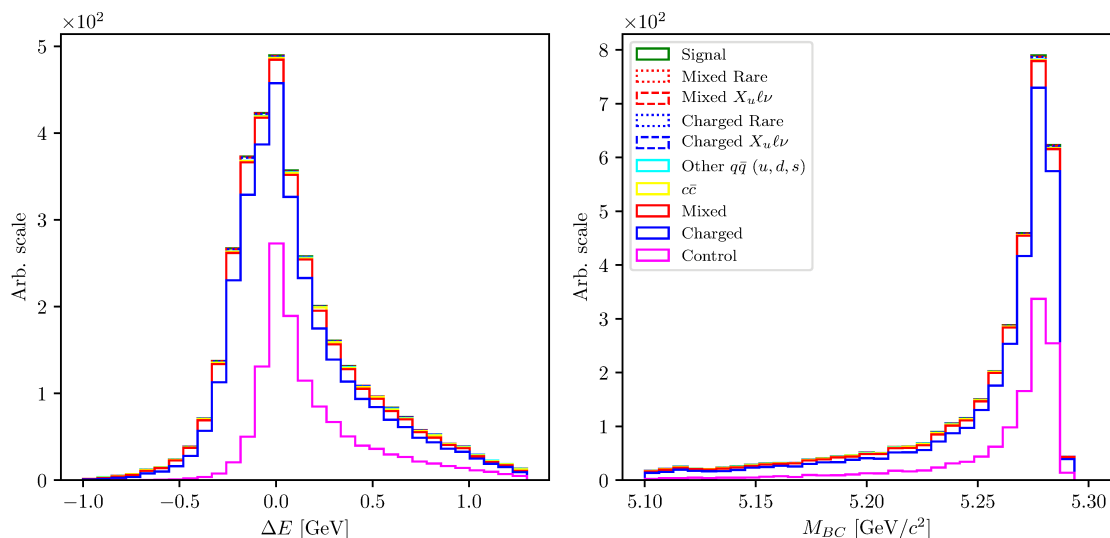 ×10²
5
4
3
2
1
0
Arb. scale
−1.0
−0.5
0.0
0.5
1.0
ΔE [GeV]
×10²
8
7
6
5
4
3
2
1
0
Arb. scale
Signal
Mixed Rare
Mixed X_uℓν
Charged Rare
Charged X_uℓν
Other qq̄ (u, d, s)
cc̄
Mixed
Charged
Control
5.10
5.15
5.20
5.25
5.30
M_BC [GeV/c²]